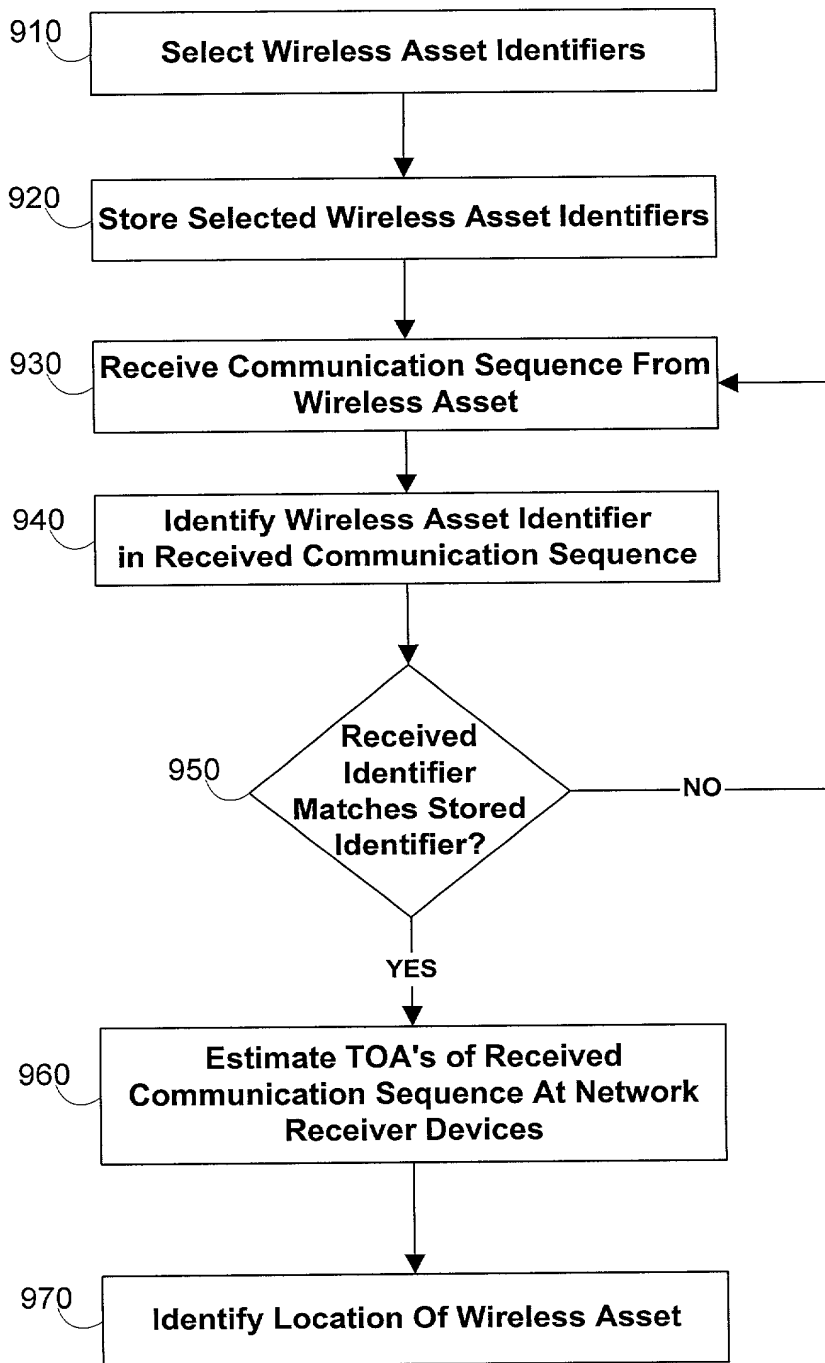 910
Select Wireless Asset Identifiers
920
Store Selected Wireless Asset Identifiers
930
Receive Communication Sequence From
Wireless Asset
940
Identify Wireless Asset Identifier
in Received Communication Sequence
950
Received
Identifier
Matches Stored
Identifier?
NO
YES
960
Estimate TOA's of Received
Communication Sequence At Network
Receiver Devices
970
Identify Location Of Wireless Asset